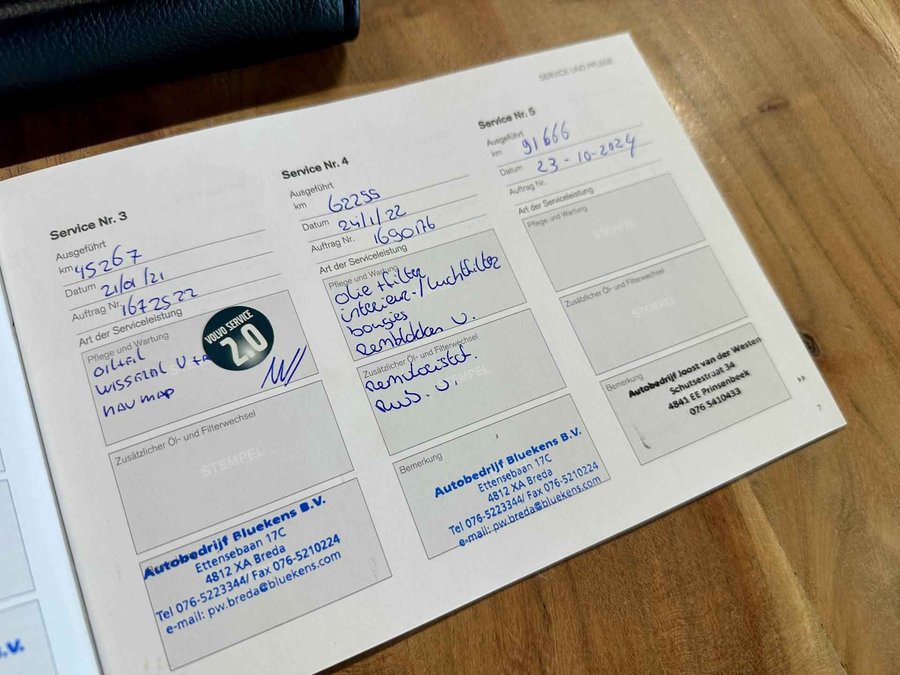 SERVICE UND PFLEGE
Service Nr. 3
Ausgeführt
km 45267
Datum 21/01/21
Auftrag Nr. 1672522
Art der Serviceleistung
Pflege und Wartung
VOLVO SERVICE
2.0
nav map
Zusätzlicher Öl- und Filterwechsel
STEMPEL
Autobedrijf Bluekens B.V.
Ettensebaan 17C
4812 XA Breda
Tel 076-5223344/ Fax 076-5210224
e-mail: pw.breda@bluekens.com
Service Nr. 4
Ausgeführt
km 62255
Datum 24/1/22
Auftrag Nr. 1690176
Art der Serviceleistung
Pflege und Wartung
olie + filter
interieur-/luchtfilter
bougies
remblokken v.
Zusätzlicher Öl- und Filterwechsel
STEMPEL
Bemerkung
Autobedrijf Bluekens B.V.
Ettensebaan 17C
4812 XA Breda
Tel 076-5223344/ Fax 076-5210224
e-mail: pw.breda@bluekens.com
Service Nr. 5
Ausgeführt
km 91666
Datum 23-10-2024
Auftrag Nr.
Art der Serviceleistung
Pflege und Wartung
STEMPEL
Zusätzlicher Öl- und Filterwechsel
STEMPEL
Bemerkung
Autobedrijf Joost van der Westen
Schutsestraat 34
4841 EE Prinsenbeek
076 5410433
>>
7
B.V.